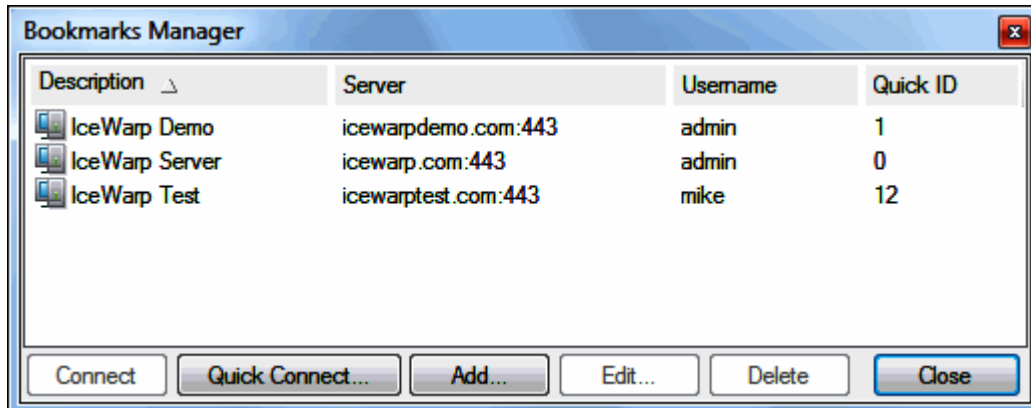 Bookmarks Manager
Description Server Username Quick ID
IceWarp Demo icewarpdemo.com:443 admin 1
IceWarp Server icewarp.com:443 admin 0
IceWarp Test icewarptest.com:443 mike 12
Connect Quick Connect... Add... Edit... Delete Close